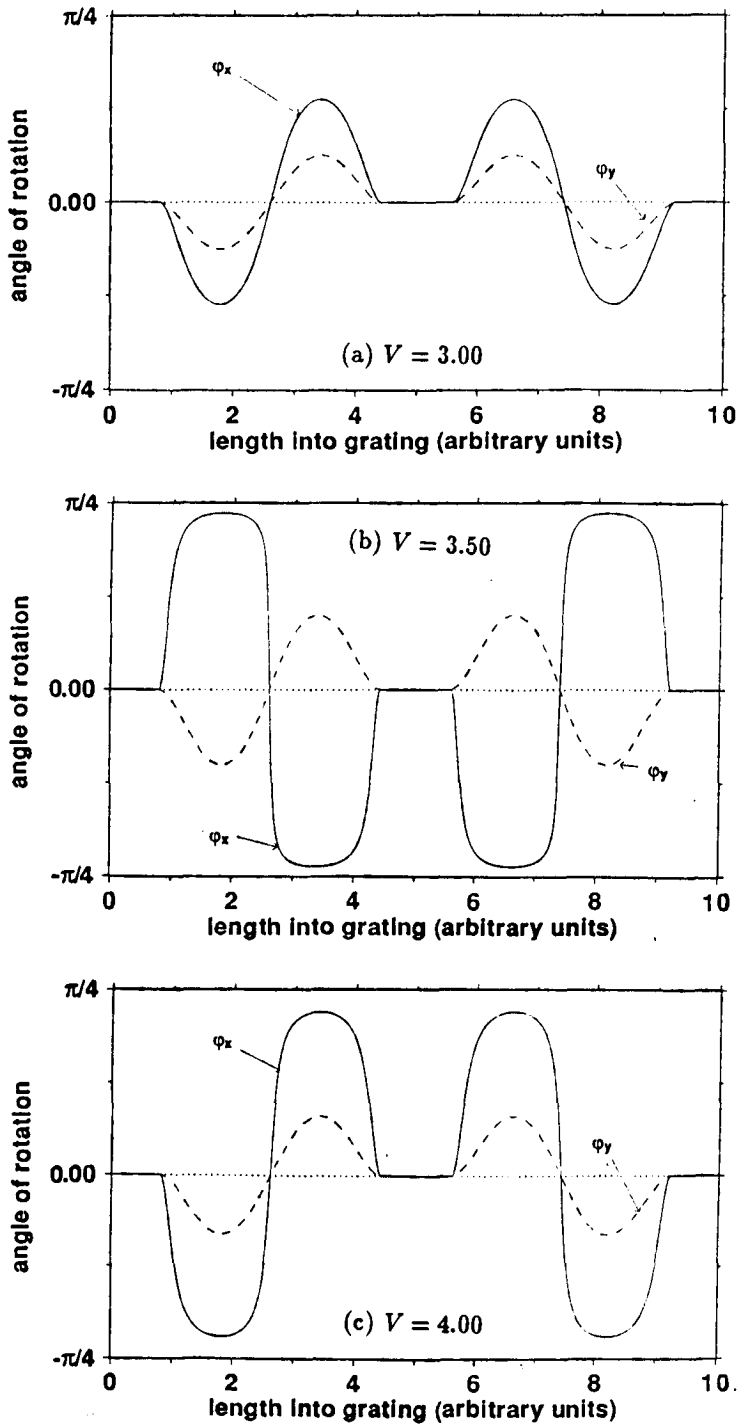 π/4
φx
φy
0.00
angle of rotation
(a) V = 3.00
-π/4
0 2 4 6 8 10
length into grating (arbitrary units)
π/4
(b) V = 3.50
0.00
angle of rotation
φy
φx
-π/4
0 2 4 6 8 10
length into grating (arbitrary units)
π/4
φx
φy
0.00
angle of rotation
(c) V = 4.00
-π/4
0 2 4 6 8 10.
length into grating (arbitrary units)